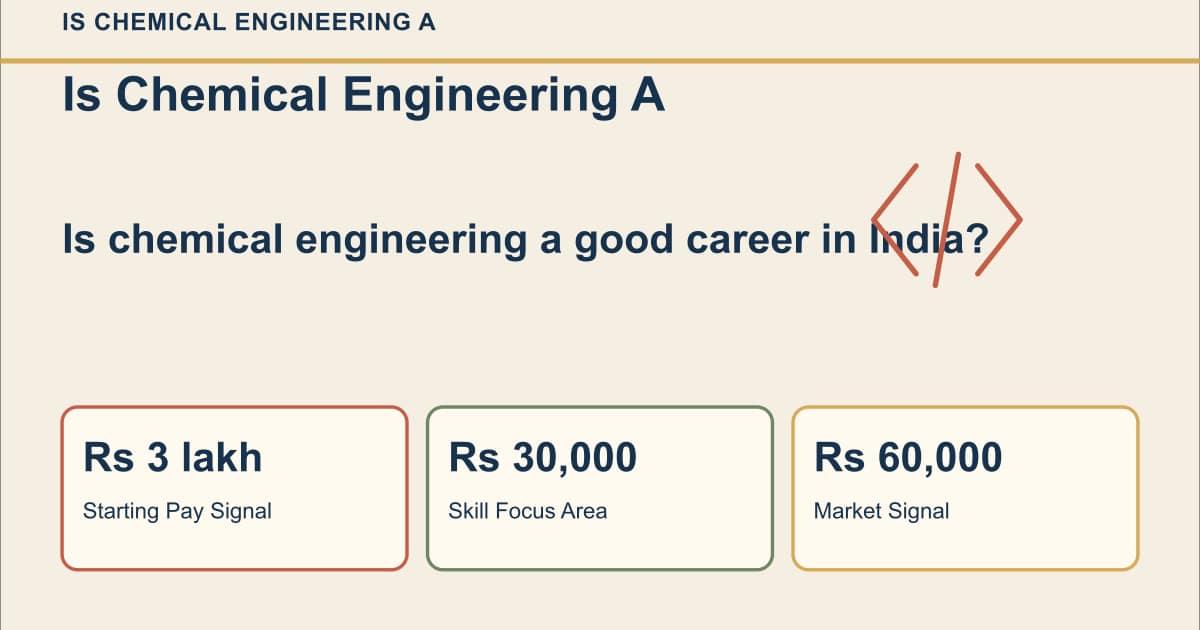 IS CHEMICAL ENGINEERING A
Is Chemical Engineering A
Is chemical engineering a good career in India?
Rs 3 lakh
Starting Pay Signal
Rs 30,000
Skill Focus Area
Rs 60,000
Market Signal